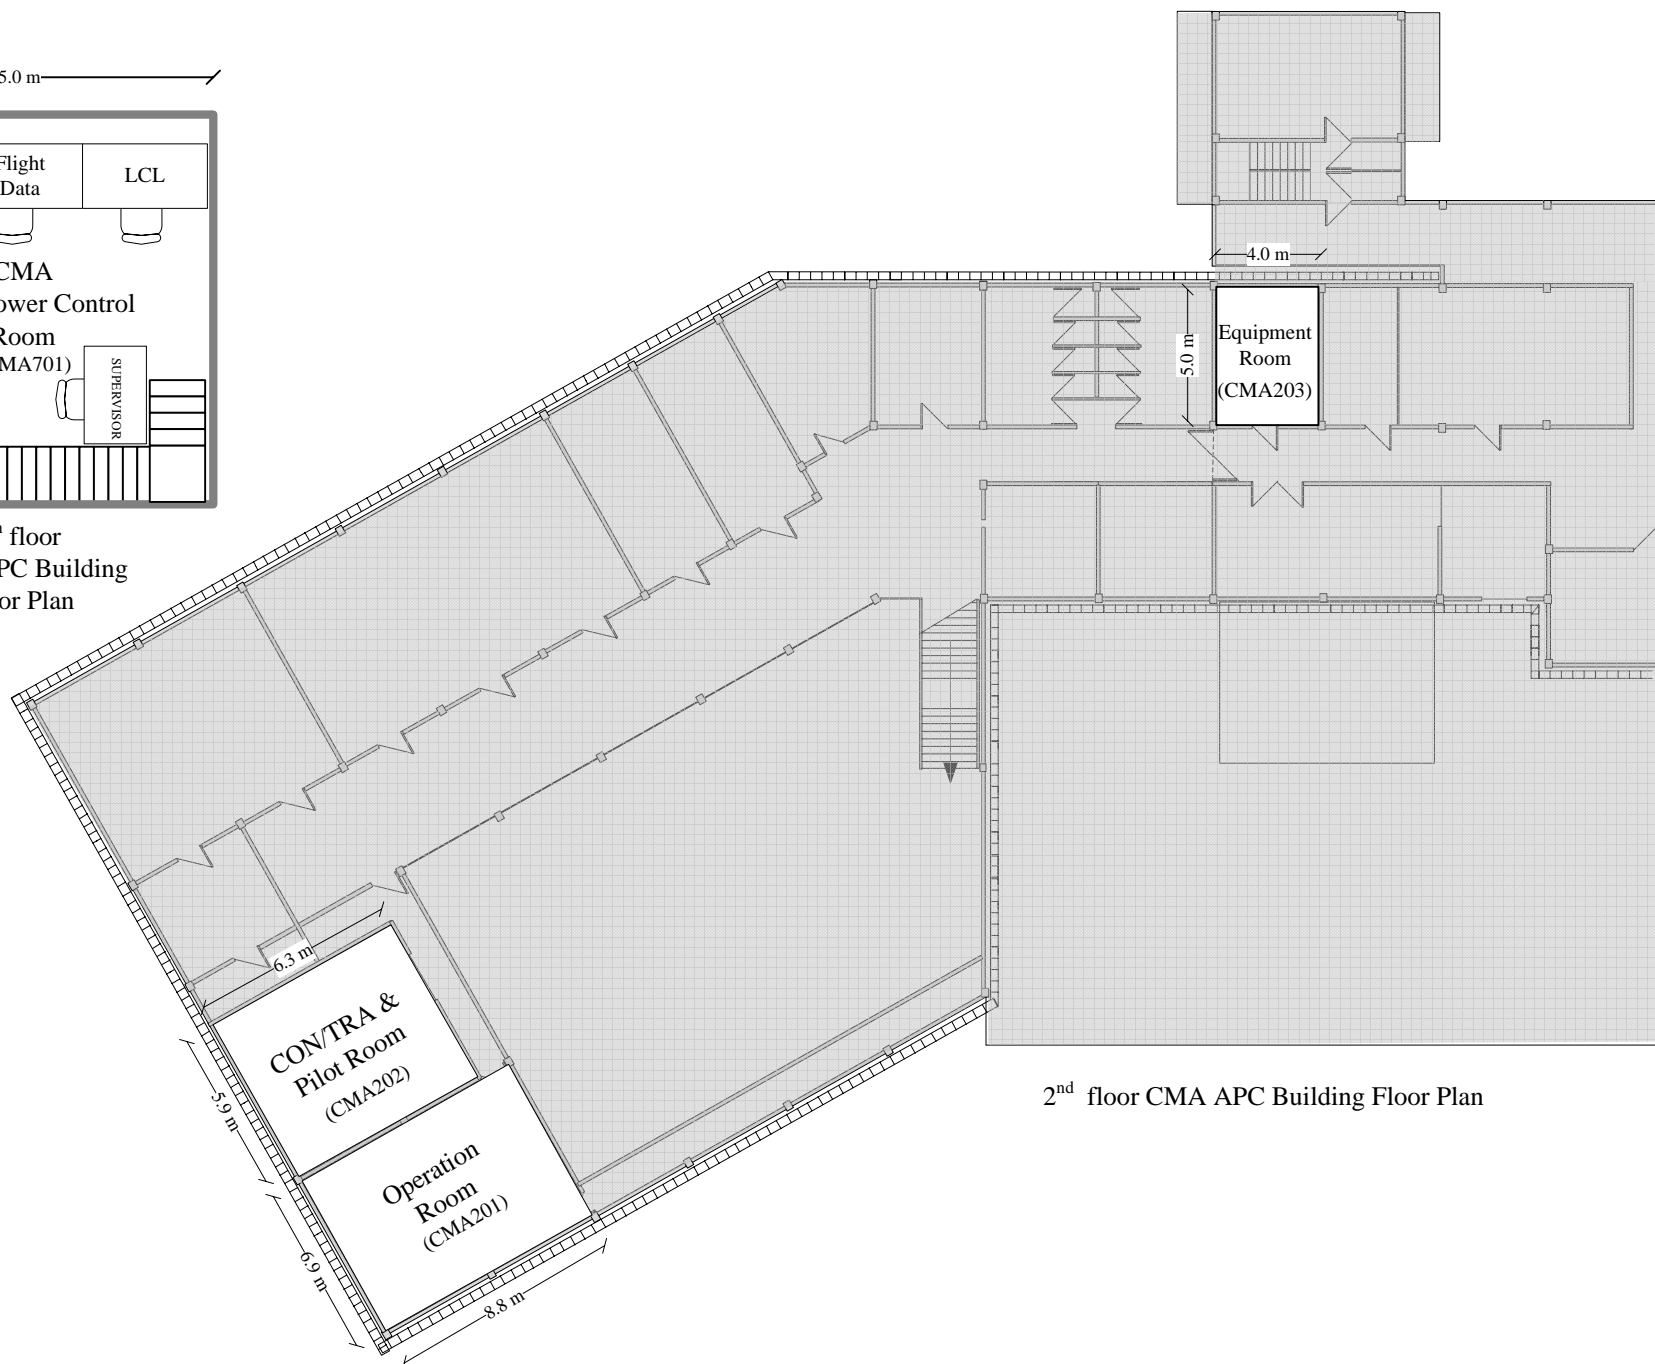 5.0 m
Flight
Data
LCL
CMA
ower Control
Room
MA701)
SUPERVISOR
floor
PC Building
or Plan
4.0 m
5.0 m
Equipment
Room
(CMA203)
6.3 m
CON/TRA &
Pilot Room
(CMA202)
5.9 m
Operation
Room
(CMA201)
6.9 m
8.8 m
2nd floor CMA APC Building Floor Plan